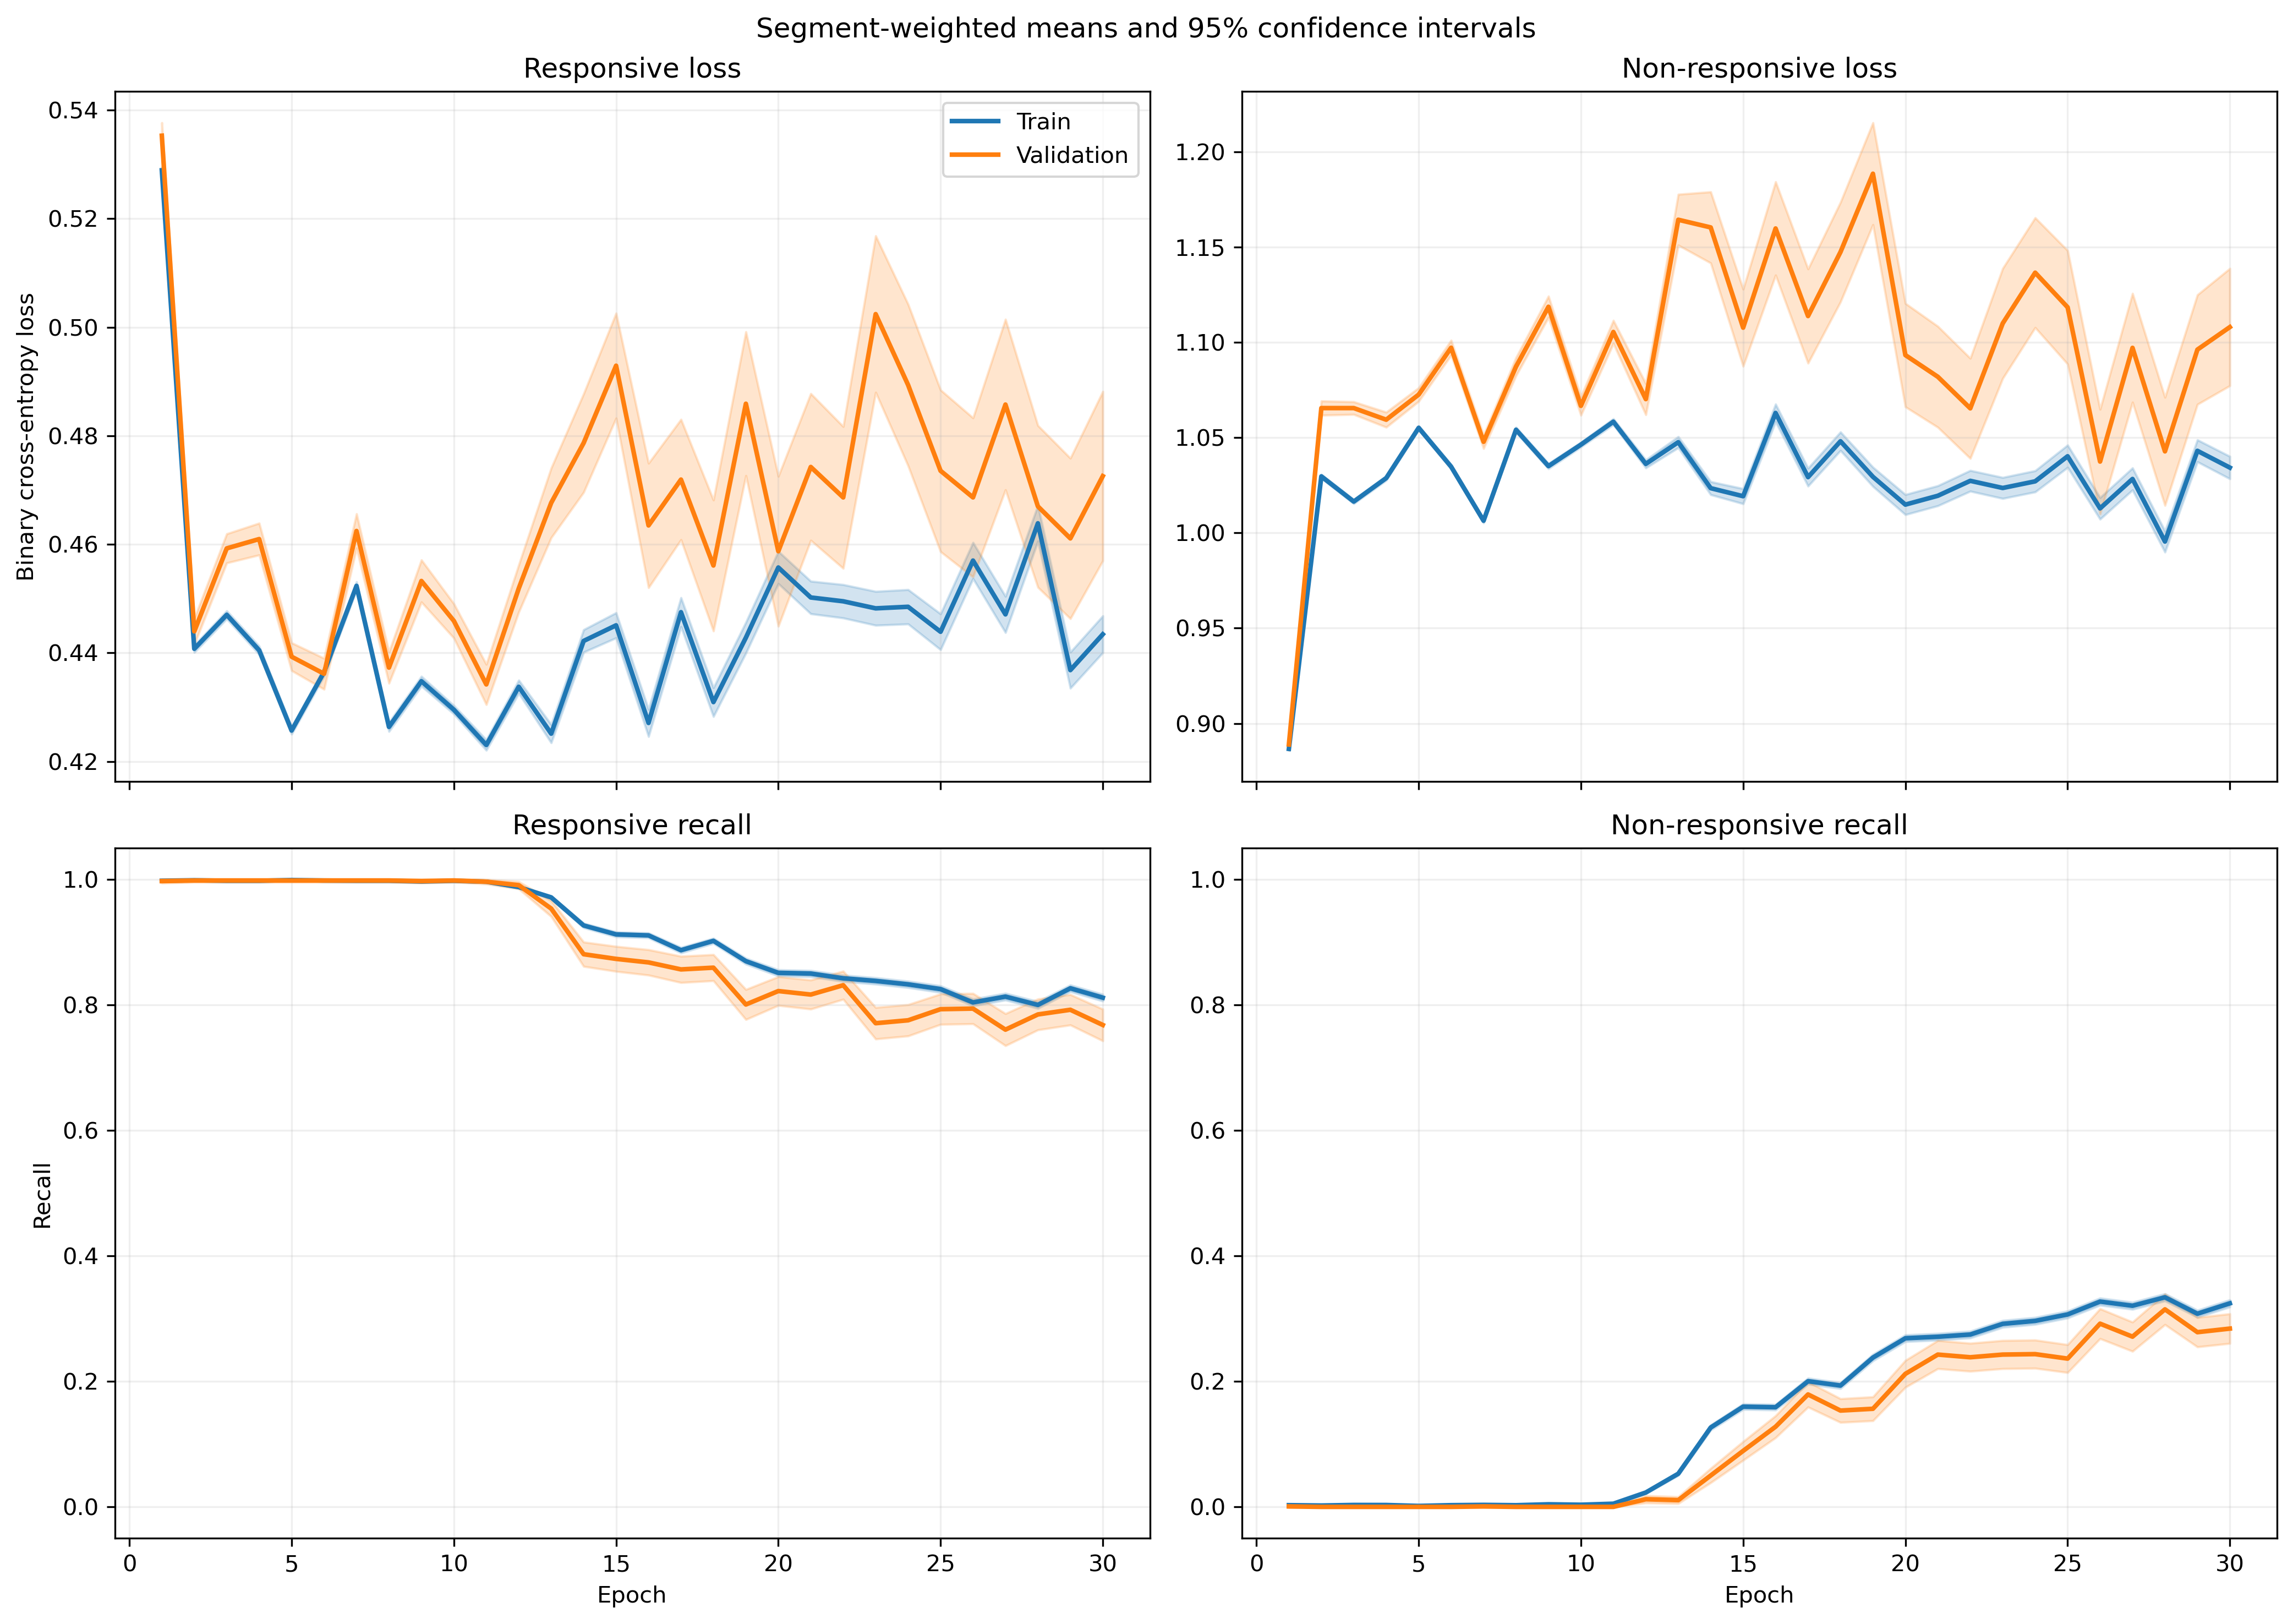 Segment-weighted means and 95% confidence intervals
Responsive loss
Non-responsive loss
Binary cross-entropy loss
0.54
0.52
0.50
0.48
0.46
0.44
0.42
Train
Validation
1.20
1.15
1.10
1.05
1.00
0.95
0.90
Responsive recall
Non-responsive recall
Recall
1.0
0.8
0.6
0.4
0.2
0.0
0 5 10 15 20 25 30
Epoch
1.0
0.8
0.6
0.4
0.2
0.0
0 5 10 15 20 25 30
Epoch